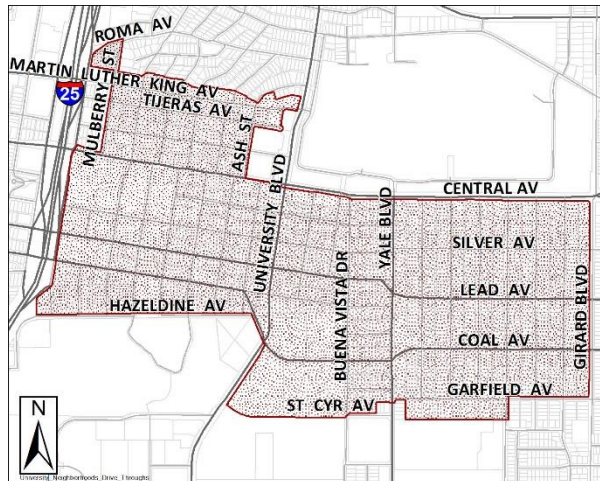 ROMA AV
MARTIN LUTHER KING AV
25
MULBERRY ST
TIJERAS AV
ASH ST
UNIVERSITY BLVD
CENTRAL AV
YALE BLVD
SILVER AV
BUENA VISTA DR
LEAD AV
HAZELDINE AV
COAL AV
GIRARD BLVD
GARFIELD AV
ST CYR AV
N
University_Neighborhoods_Drive_Throughs